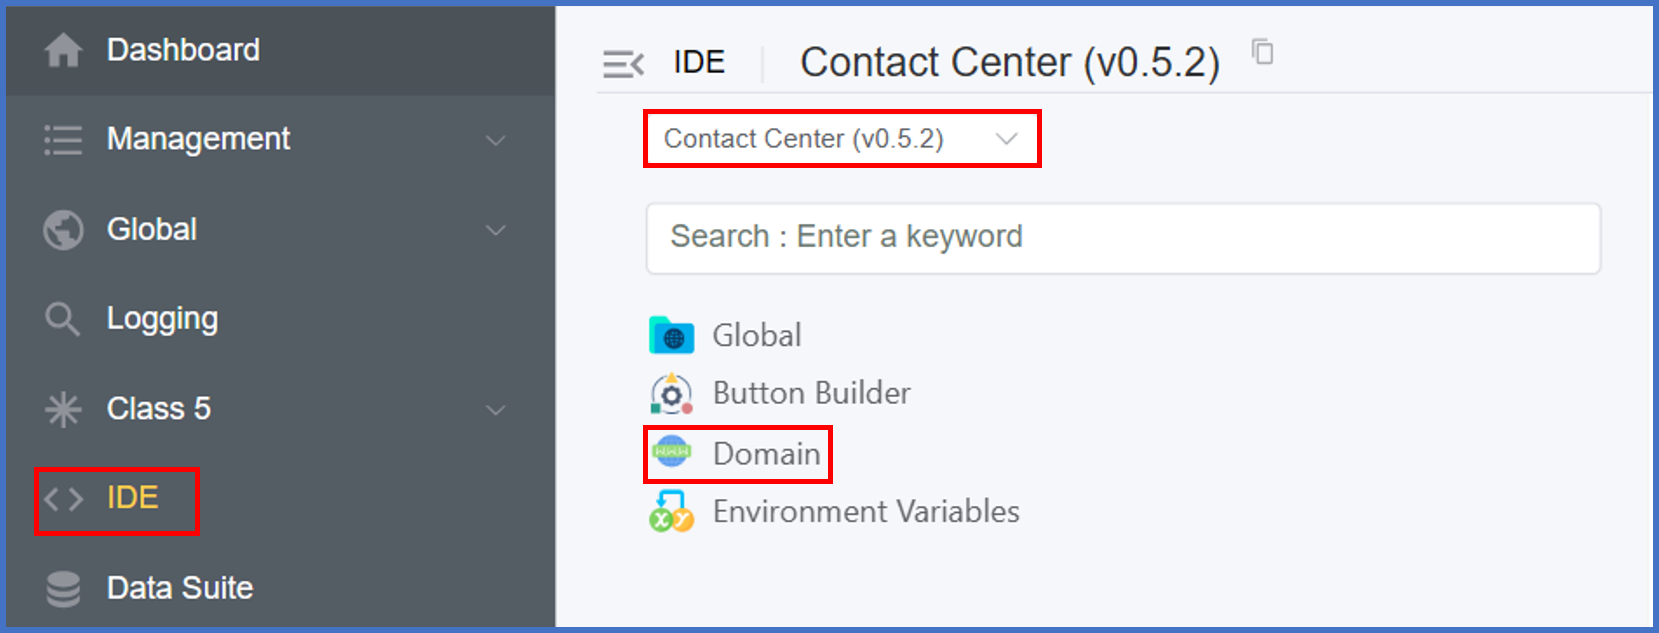 Dashboard
Management
Global
Logging
Class 5
IDE
Data Suite
IDE
Contact Center (v0.5.2)
Contact Center (v0.5.2)
Search : Enter a keyword
Global
Button Builder
www
Domain
x y
Environment Variables